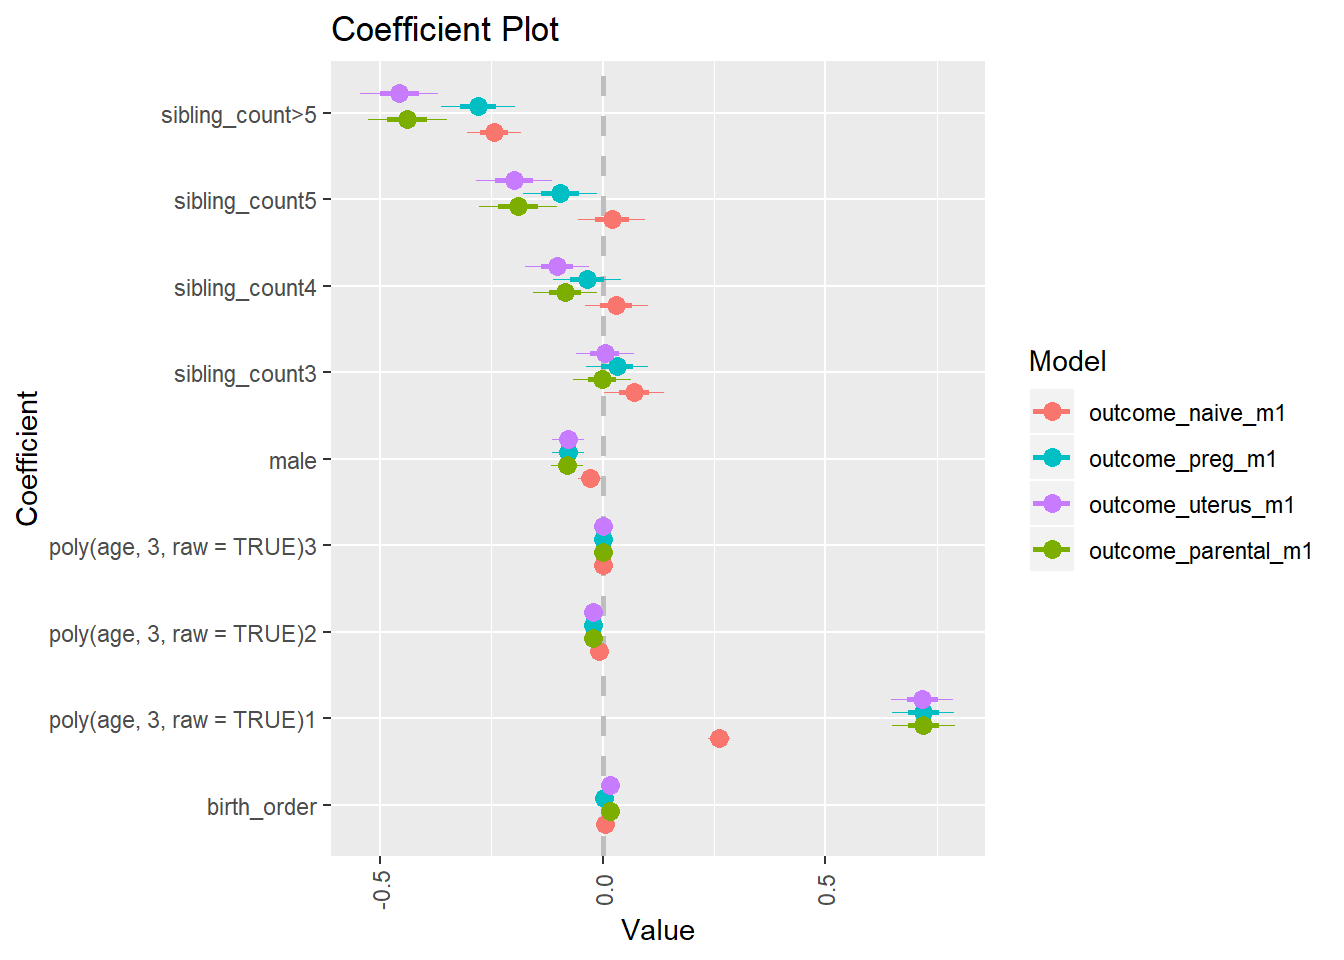 Coefficient Plot
Coefficient
sibling_count>5
sibling_count5
sibling_count4
sibling_count3
male
poly(age, 3, raw = TRUE)3
poly(age, 3, raw = TRUE)2
poly(age, 3, raw = TRUE)1
birth_order
-0.5
0.0
0.5
Value
Model
outcome_naive_m1
outcome_preg_m1
outcome_uterus_m1
outcome_parental_m1